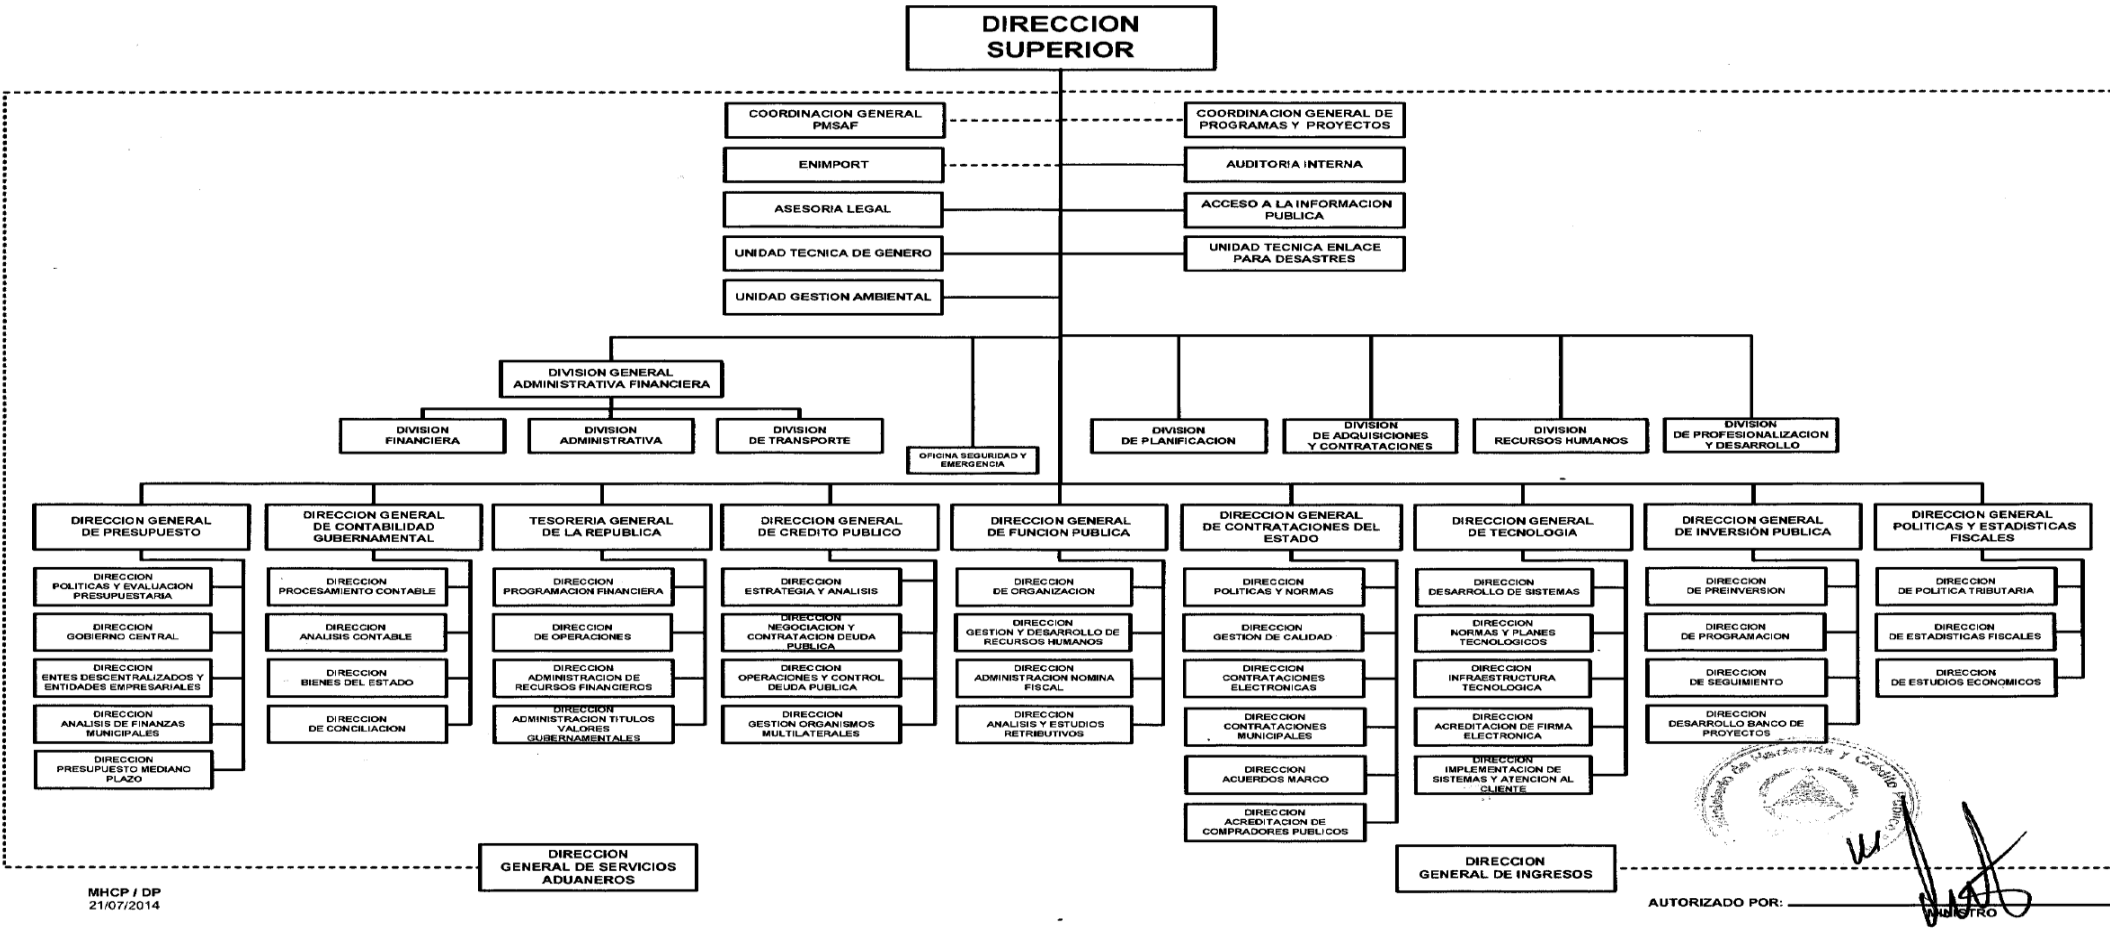 DIRECCION
SUPERIOR
COORDINACION GENERAL
PMSAF
COORDINACION GENERAL DE
PROGRAMAS Y PROYECTOS
ENIMPORT
AUDITORIA INTERNA
ASESORIA LEGAL
ACCESO A LA INFORMACION
PUBLICA
UNIDAD TECNICA DE GENERO
UNIDAD TECNICA ENLACE
PARA DESASTRES
UNIDAD GESTION AMBIENTAL
DIVISION GENERAL
ADMINISTRATIVA FINANCIERA
DIVISION
FINANCIERA
DIVISION
ADMINISTRATIVA
DIVISION
DE TRANSPORTE
OFICINA SEGURIDAD Y
EMERGENCIA
DIVISION
DE PLANIFICACION
DIVISION
DE ADQUISICIONES
Y CONTRATACIONES
DIVISION
RECURSOS HUMANOS
DIVISION
DE PROFESIONALIZACION
Y DESARROLLO
DIRECCION GENERAL
DE PRESUPUESTO
DIRECCION
POLITICAS Y EVALUACION
PRESUPUESTARIA
DIRECCION
GOBIERNO CENTRAL
DIRECCION
ENTES DESCENTRALIZADOS Y
ENTIDADES EMPRESARIALES
DIRECCION
ANALISIS DE FINANZAS
MUNICIPALES
DIRECCION
PRESUPUESTO MEDIANO
PLAZO
DIRECCION GENERAL
DE CONTABILIDAD
GUBERNAMENTAL
DIRECCION
PROCESAMIENTO CONTABLE
DIRECCION
ANALISIS CONTABLE
DIRECCION
BIENES DEL ESTADO
DIRECCION
DE CONCILIACION
TESORERIA GENERAL
DE LA REPUBLICA
DIRECCION
PROGRAMACION FINANCIERA
DIRECCION
DE OPERACIONES
DIRECCION
ADMINISTRACION DE
RECURSOS FINANCIEROS
DIRECCION
ADMINISTRACION TITULOS
VALORES
GUBERNAMENTALES
DIRECCION GENERAL
DE CREDITO PUBLICO
DIRECCION
ESTRATEGIA Y ANALISIS
DIRECCION
NEGOCIACION Y
CONTRATACION DEUDA
PUBLICA
DIRECCION
OPERACIONES Y CONTROL
DEUDA PUBLICA
DIRECCION
GESTION ORGANISMOS
MULTILATERALES
DIRECCION GENERAL
DE FUNCION PUBLICA
DIRECCION
DE ORGANIZACION
DIRECCION
GESTION Y DESARROLLO DE
RECURSOS HUMANOS
DIRECCION
ADMINISTRACION NOMINA
FISCAL
DIRECCION
ANALISIS Y ESTUDIOS
RETRIBUTIVOS
DIRECCION GENERAL
DE CONTRATACIONES DEL
ESTADO
DIRECCION
POLITICAS Y NORMAS
DIRECCION
GESTION DE CALIDAD
DIRECCION
CONTRATACIONES
ELECTRONICAS
DIRECCION
CONTRATACIONES
MUNICIPALES
DIRECCION
ACUERDOS MARCO
DIRECCION
ACREDITACION DE
COMPRADORES PUBLICOS
DIRECCION GENERAL
DE TECNOLOGIA
DIRECCION
DESARROLLO DE SISTEMAS
DIRECCION
NORMAS Y PLANES
TECNOLOGICOS
DIRECCION
INFRAESTRUCTURA
TECNOLOGICA
DIRECCION
ACREDITACION DE FIRMA
ELECTRONICA
DIRECCION
IMPLEMENTACION DE
SISTEMAS Y ATENCION AL
CLIENTE
DIRECCION GENERAL
DE INVERSIÓN PUBLICA
DIRECCION
DE PREINVERSION
DIRECCION
DE PROGRAMACION
DIRECCION
DE SEGUIMIENTO
DIRECCION
DESARROLLO BANCO DE
PROYECTOS
DIRECCION GENERAL
POLITICAS Y ESTADISTICAS
FISCALES
DIRECCION
DE POLITICA TRIBUTARIA
DIRECCION
DE ESTADISTICAS FISCALES
DIRECCION
DE ESTUDIOS ECONOMICOS
Ministerio de Hacienda y Crédito Público
DIRECCION
GENERAL DE SERVICIOS
ADUANEROS
DIRECCION
GENERAL DE INGRESOS
MHCP / DP
21/07/2014
AUTORIZADO POR:
MINISTRO